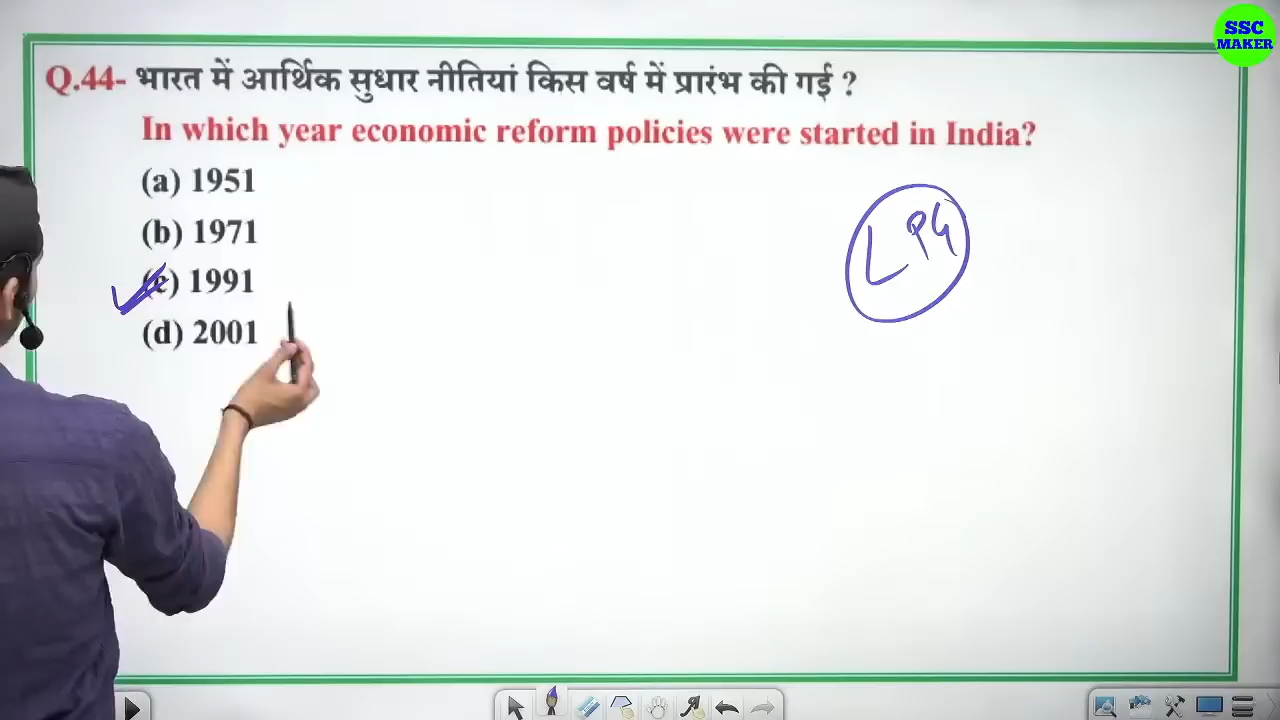 SSC
MAKER
Q.44- भारत में आर्थिक सुधार नीतियां किस वर्ष में प्रारंभ की गई ?
In which year economic reform policies were started in India?
(a) 1951
(b) 1971
(c) 1991
(d) 2001
LPG